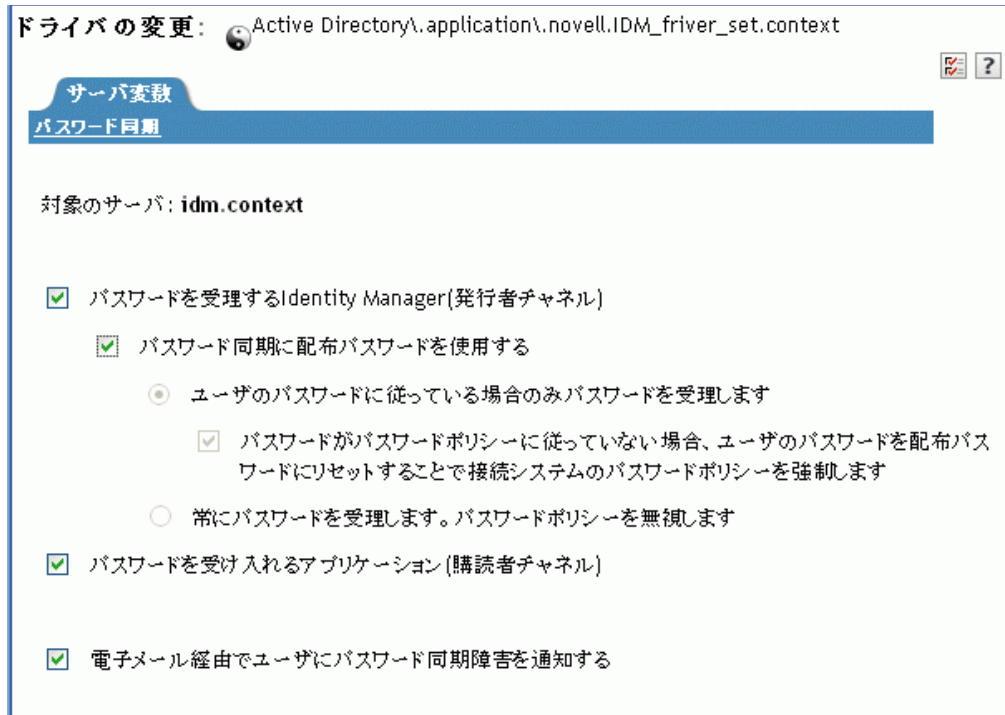 ドライバの変更: Active Directory\.application\.novell.IDM_friver_set.context
?
サーバ変数
パスワード同期
対象のサーバ: idm.context
パスワードを受理するIdentity Manager(発行者チャネル)
パスワード同期に配布パスワードを使用する
ユーザのパスワードに従っている場合のみパスワードを受理します
パスワードがパスワードポリシーに従っていない場合、ユーザのパスワードを配布パス
ワードにリセットすることで接続システムのパスワードポリシーを強制します
常にパスワードを受理します。パスワードポリシーを無視します
パスワードを受け入れるアプリケーション(購読者チャネル)
電子メール経由でユーザにパスワード同期障害を通知する